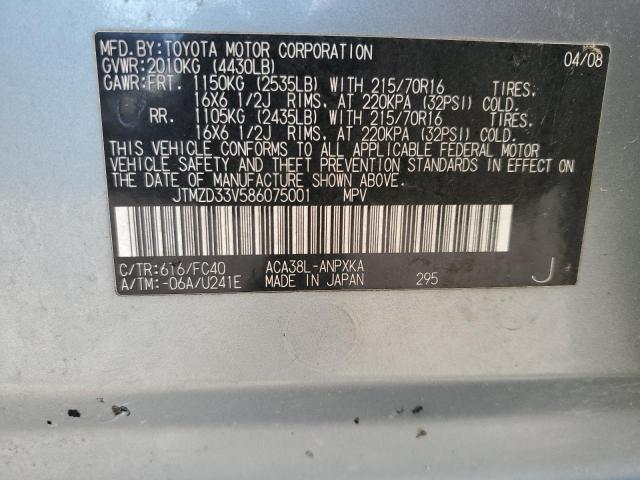 MFD.BY:TOYOTA MOTOR CORPORATION 04/08
GVWR:2010KG (4430LB)
GAWR:FRT. 1150KG (2535LB) WITH 215/70R16 TIRES.
16X6 1/2J RIMS, AT 220KPA (32PSI) COLD.
RR. 1105KG (2435LB) WITH 215/70R16 TIRES.
16X6 1/2J RIMS, AT 220KPA (32PSI) COLD.
THIS VEHICLE CONFORMS TO ALL APPLICABLE FEDERAL MOTOR
VEHICLE SAFETY AND THEFT PREVENTION STANDARDS IN EFFECT ON
THE DATE OF MANUFACTURE SHOWN ABOVE.
JTMZD33V586075001 MPV
C/TR:616/FC40 ACA38L-ANPXKA
A/TM:-06A/U241E MADE IN JAPAN 295 J